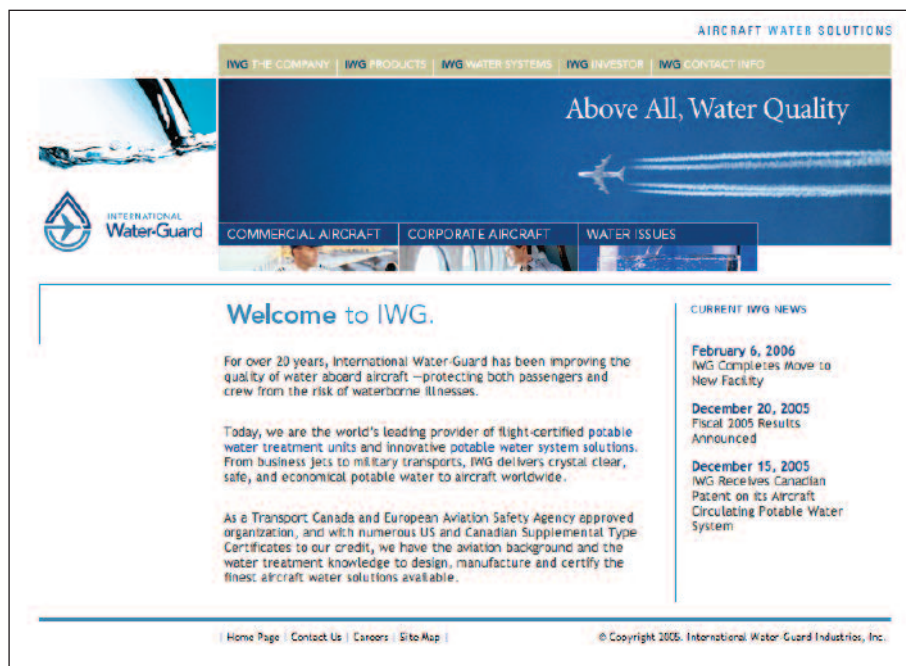 AIRCRAFT WATER SOLUTIONS
IWG THE COMPANY | IWG PRODUCTS | IWG WATER SYSTEMS | IWG INVESTOR | IWG CONTACT INFO
Above All, Water Quality
INTERNATIONAL
Water-Guard
COMMERCIAL AIRCRAFT
CORPORATE AIRCRAFT
WATER ISSUES
Welcome to IWG.
For over 20 years, International Water-Guard has been improving the
quality of water aboard aircraft —protecting both passengers and
crew from the risk of waterborne illnesses.
Today, we are the world's leading provider of flight-certified potable
water treatment units and innovative potable water system solutions.
From business jets to military transports, IWG delivers crystal clear,
safe, and economical potable water to aircraft worldwide.
As a Transport Canada and European Aviation Safety Agency approved
organization, and with numerous US and Canadian Supplemental Type
Certificates to our credit, we have the aviation background and the
water treatment knowledge to design, manufacture and certify the
finest aircraft water solutions available.
CURRENT IWG NEWS
February 6, 2006
IWG Completes Move to
New Facility
December 20, 2005
Fiscal 2005 Results
Announced
December 15, 2005
IWG Receives Canadian
Patent on its Aircraft
Circulating Potable Water
System
| Home Page | Contact Us | Careers | Site Map |
© Copyright 2005. International Water-Guard Industries, Inc.